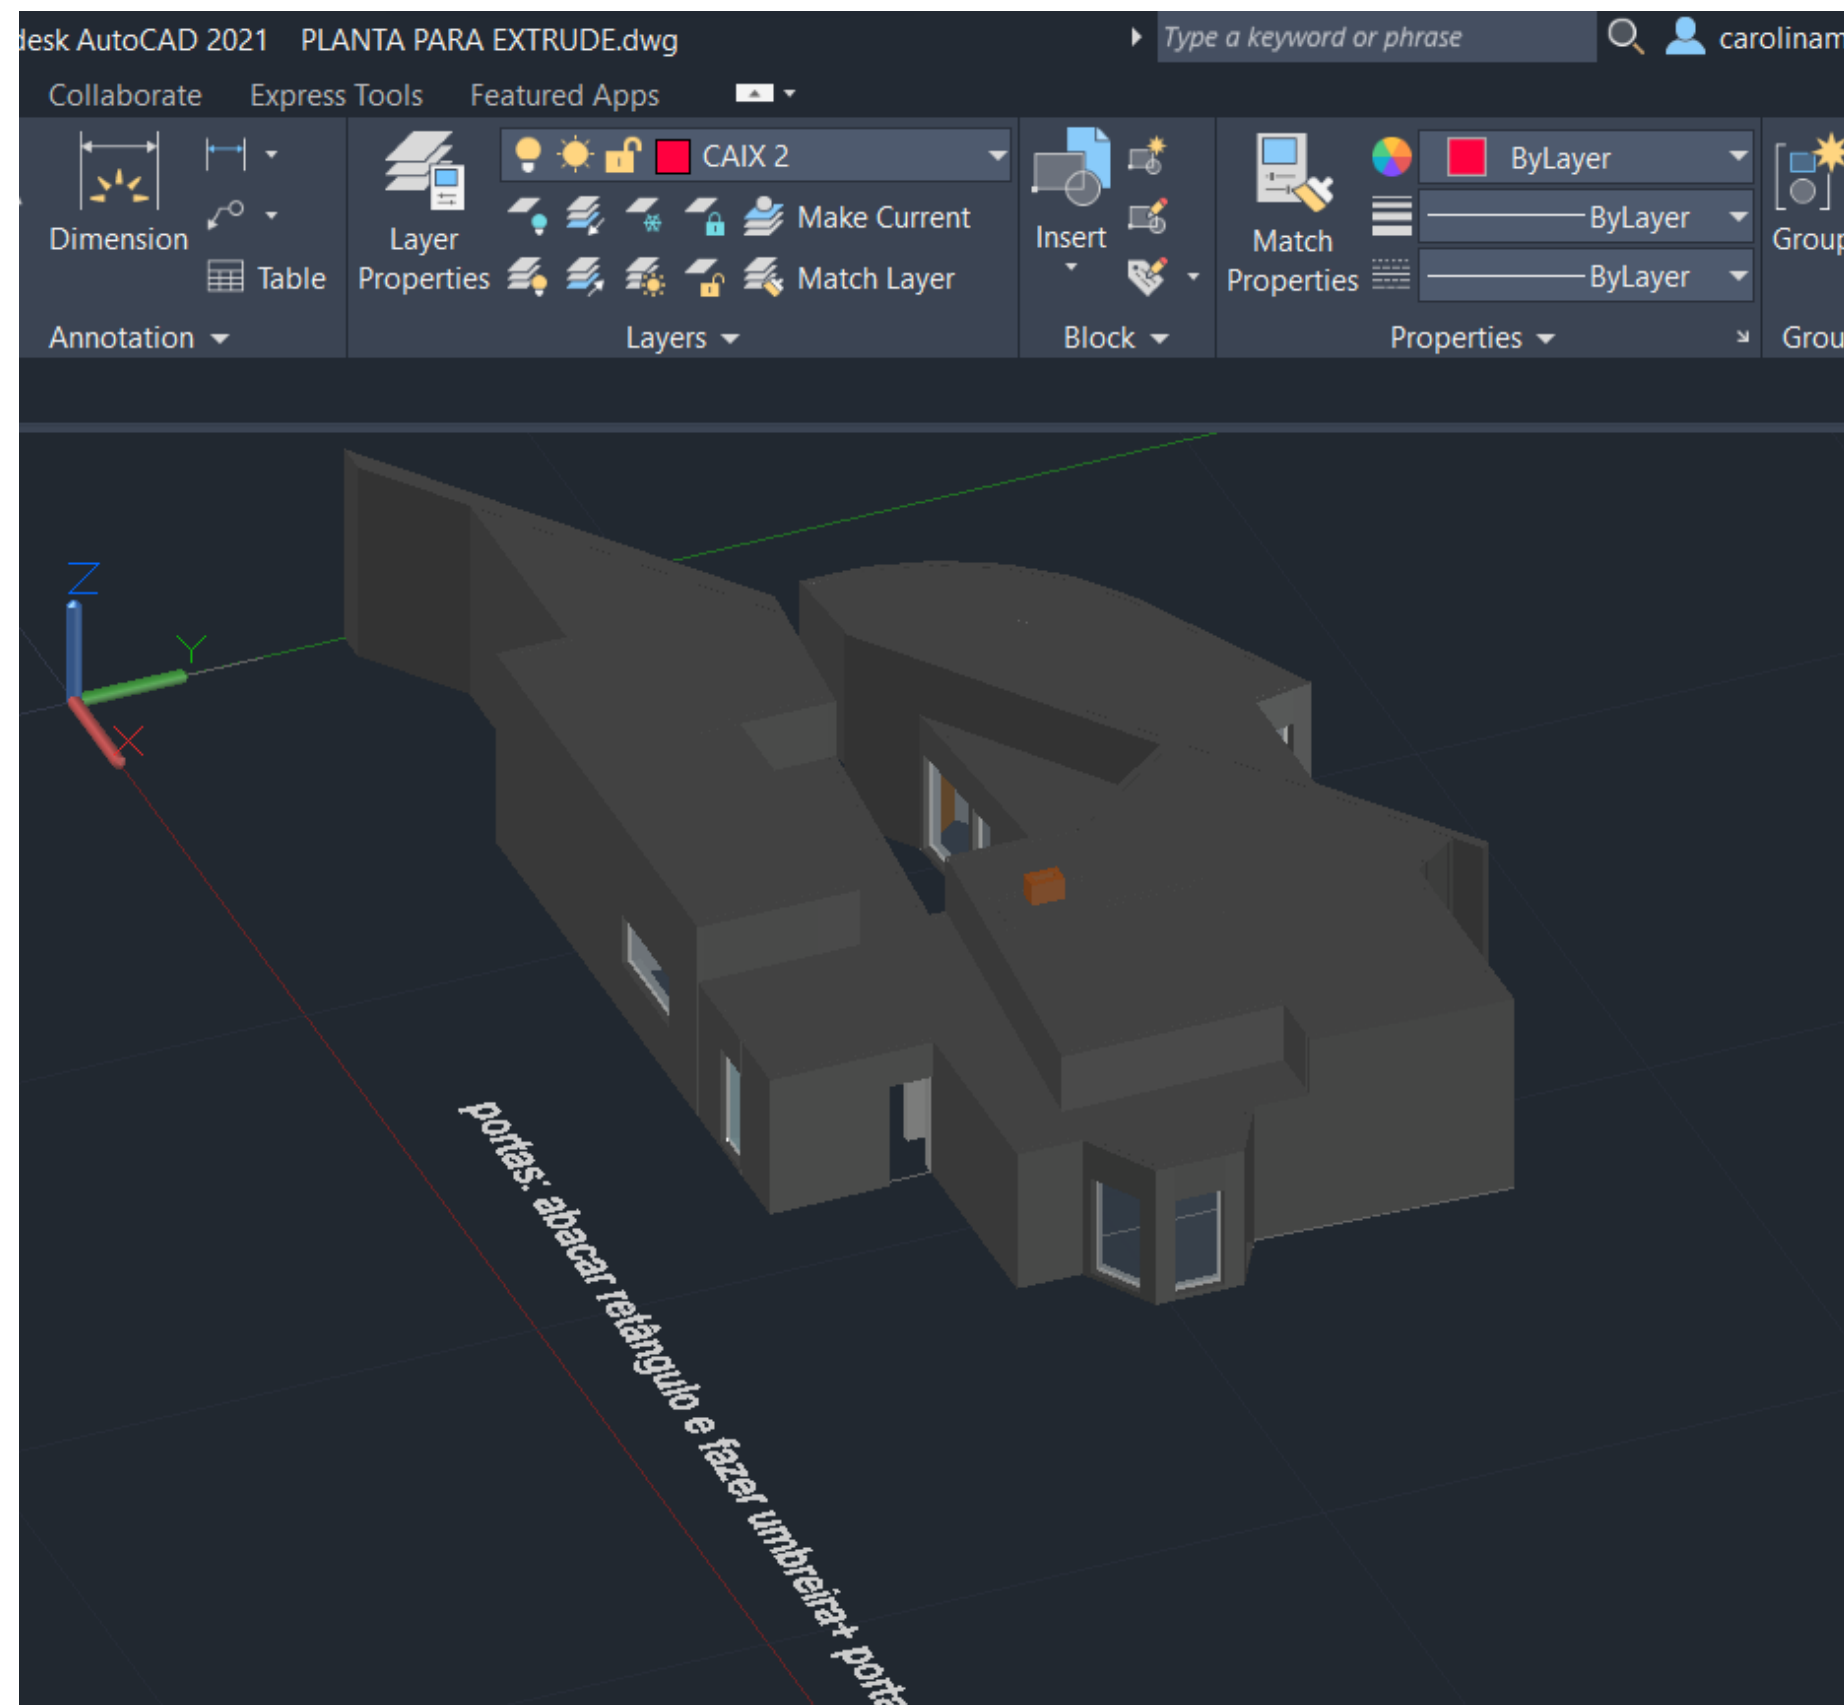 desk AutoCAD 2021 PLANTA PARA EXTRUDE.dwg
Type a keyword or phrase
carolinam
Collaborate Express Tools Featured Apps
CAIX 2
ByLayer
Make Current
ByLayer
Dimension
Layer Properties
Insert
Match Properties
Group
Table
Match Layer
ByLayer
Annotation
Layers
Block
Properties
Grou
Z
Y
X
portas: abacar retângulo e fazer umbreira+ porta